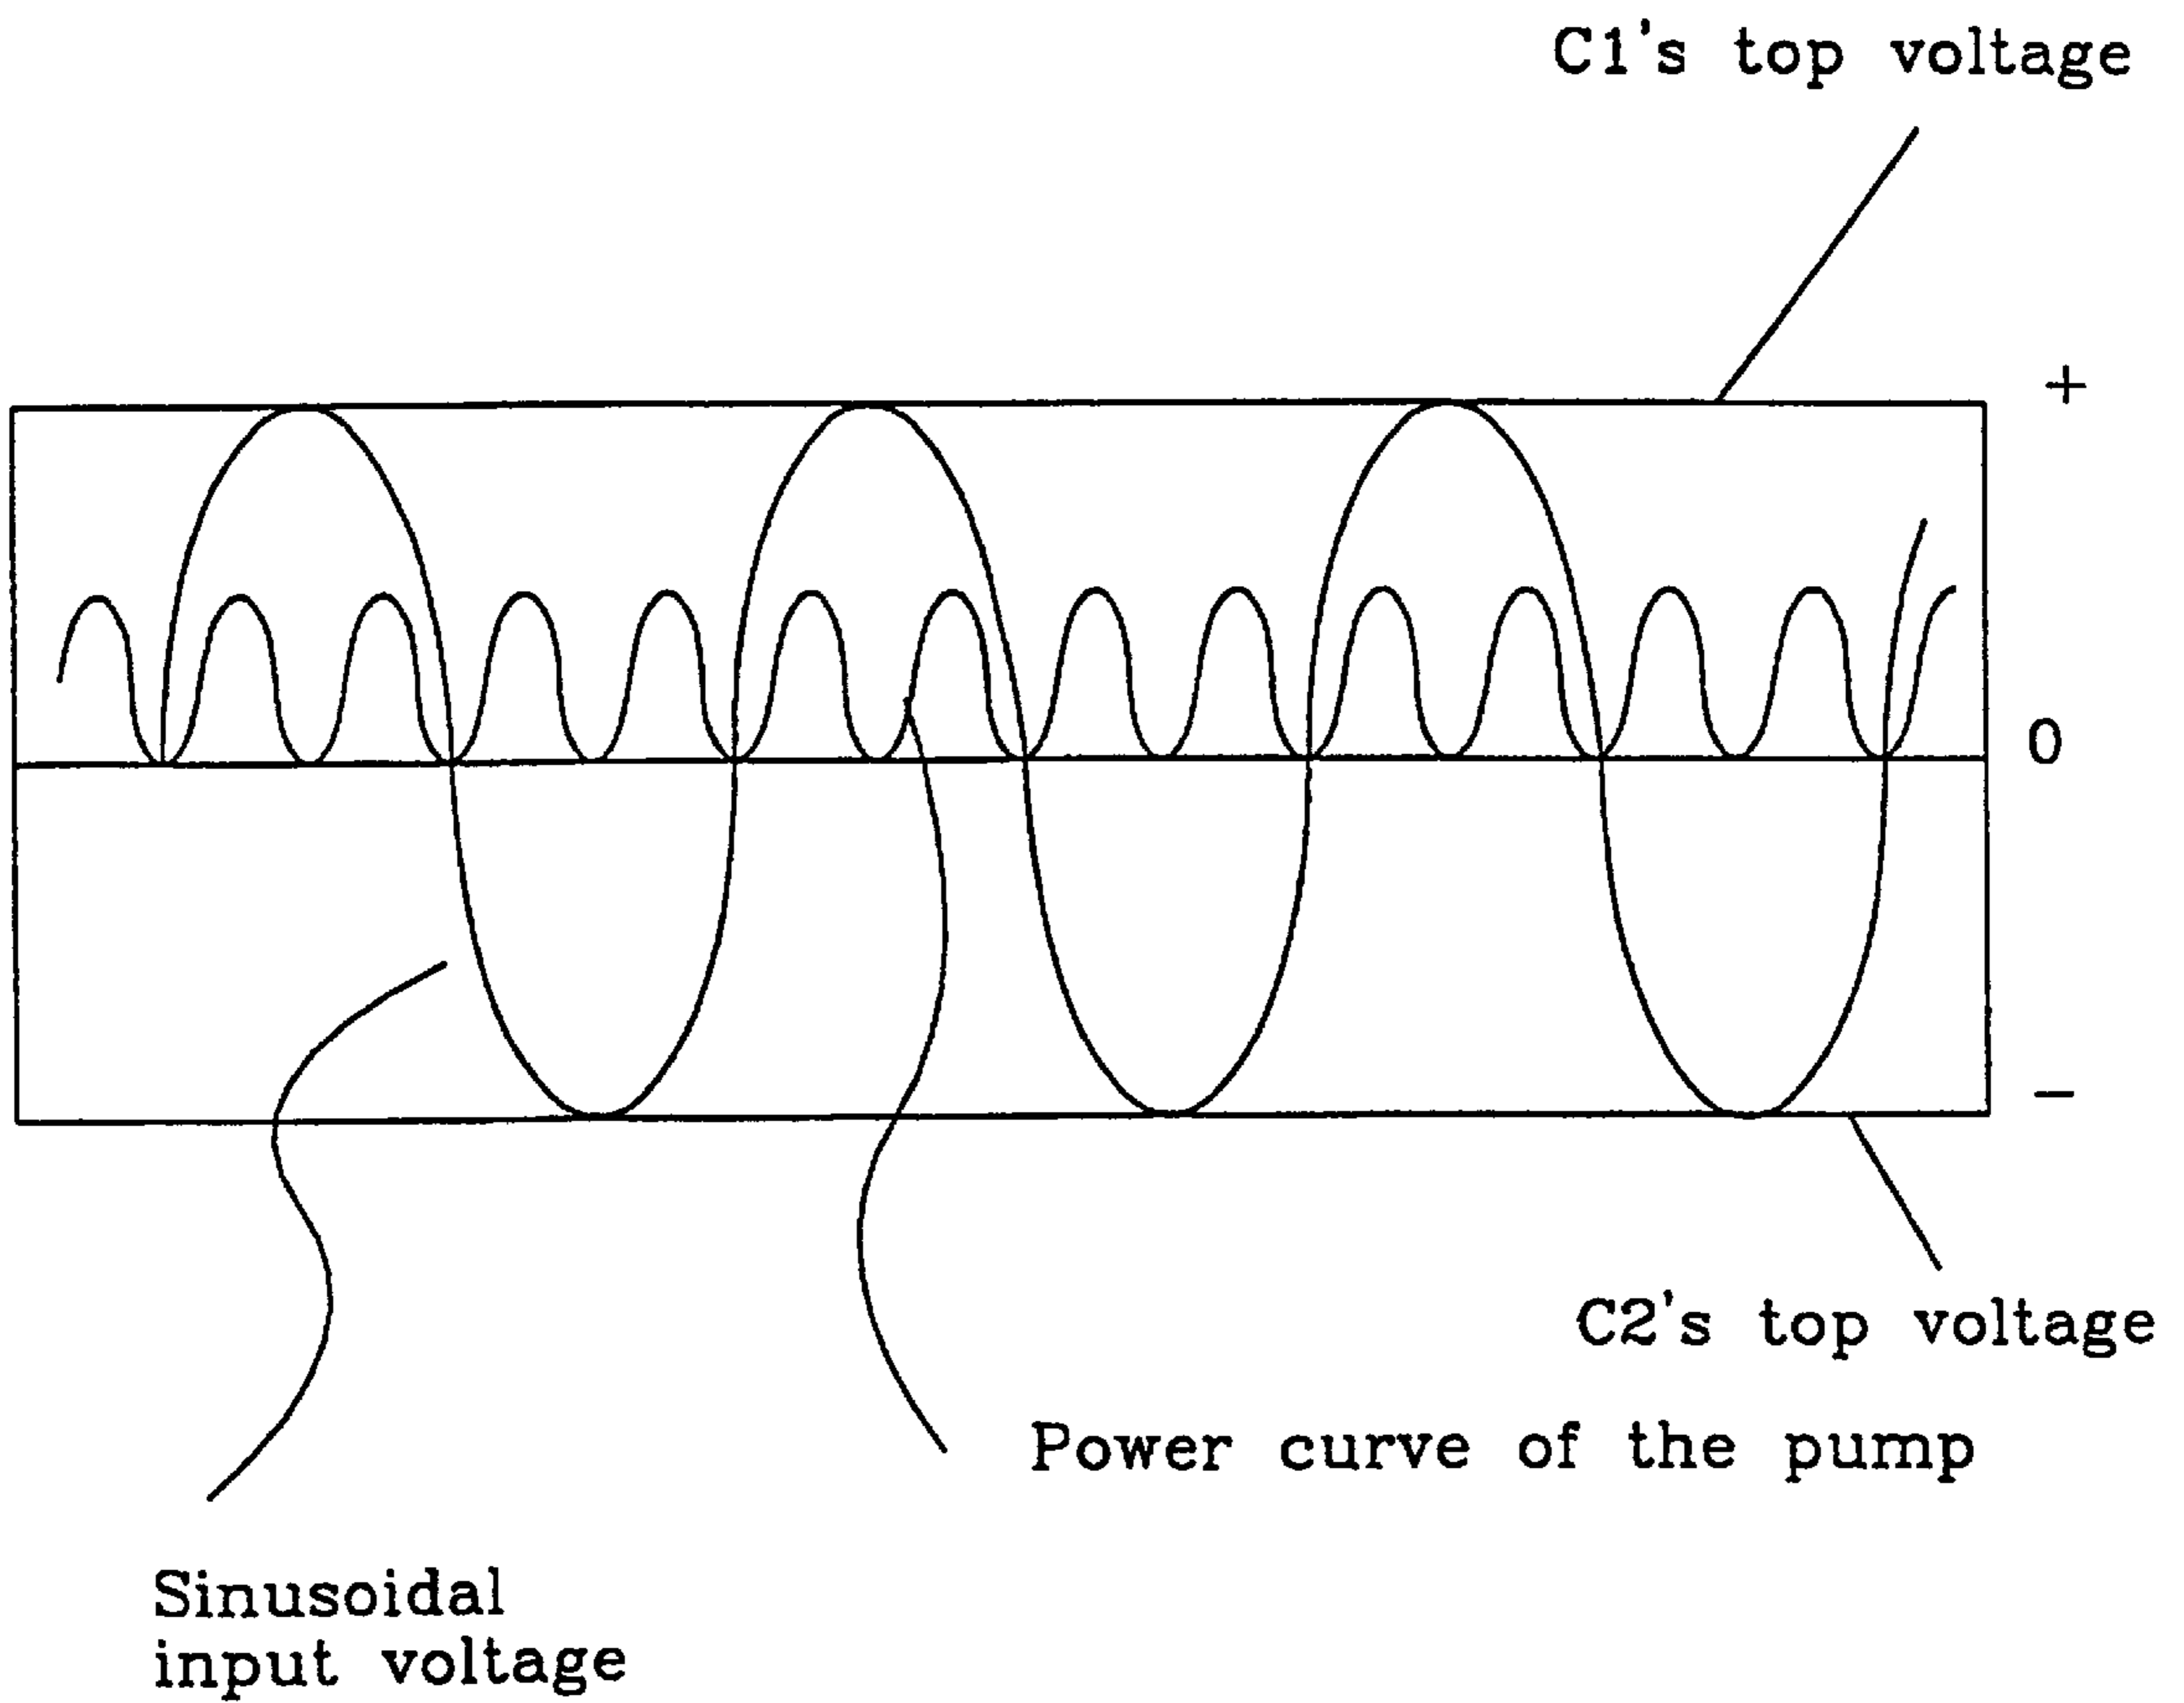 C1's top voltage
+
0
−
C2's top voltage
Power curve of the pump
Sinusoidal
input voltage